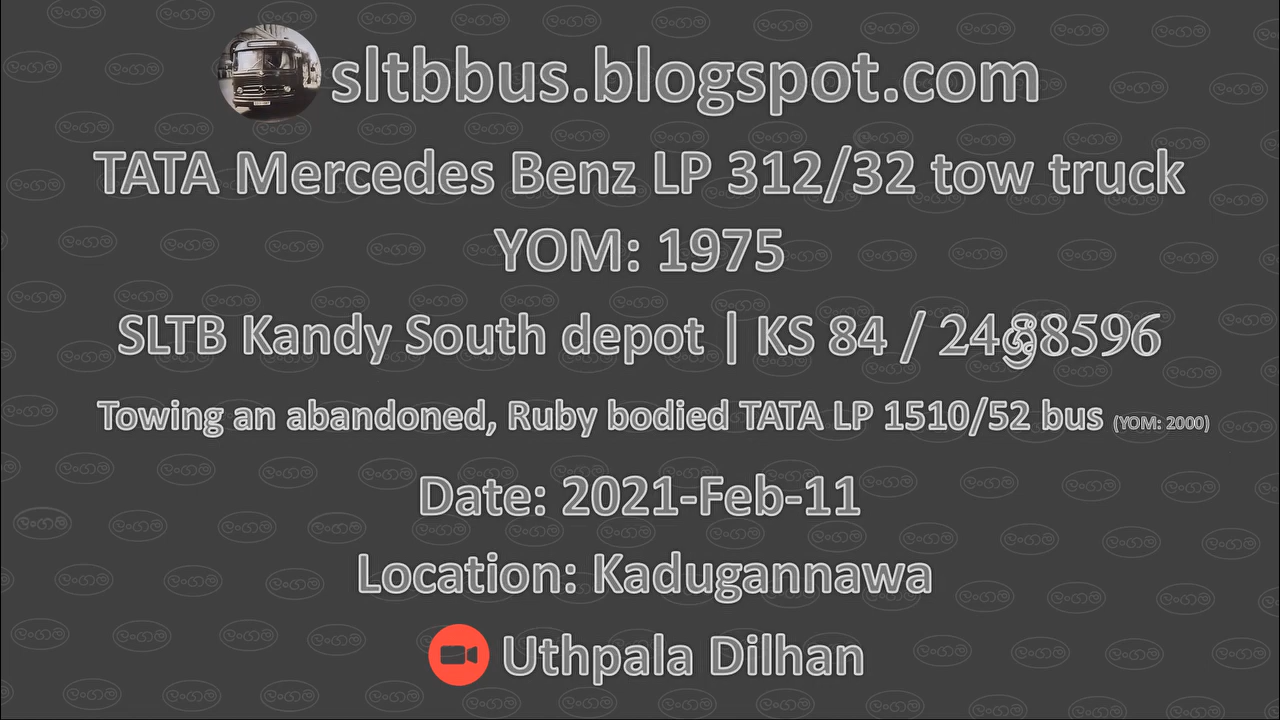 sltbbus.blogspot.com
TATA Mercedes Benz LP 312/32 tow truck
YOM: 1975
SLTB Kandy South depot | KS 84 / 24ශ්‍රී8596
Towing an abandoned, Ruby bodied TATA LP 1510/52 bus (YOM: 2000)
Date: 2021-Feb-11
Location: Kadugannawa
Uthpala Dilhan
ලංගම